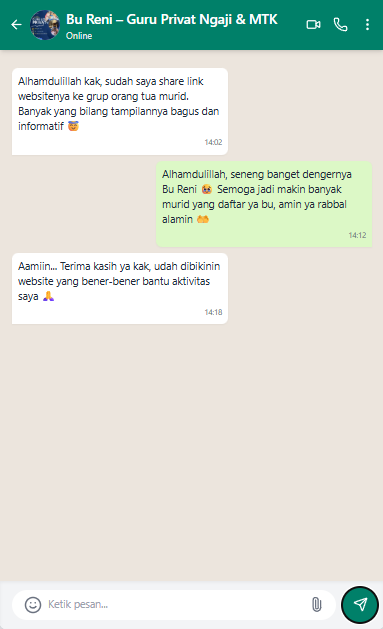 Bu Reni – Guru Privat Ngaji & MTK
Online
Alhamdulillah kak, sudah saya share link
websitenya ke grup orang tua murid.
Banyak yang bilang tampilannya bagus dan
informatif 😇
14:02
Alhamdulillah, seneng banget dengernya
Bu Reni 🥹 Semoga jadi makin banyak
murid yang daftar ya bu, amin ya rabbal
alamin 🤲
14:12
Aamiin... Terima kasih ya kak, udah dibikinin
website yang bener-bener bantu aktivitas
saya 🙏
14:18
Ketik pesan...